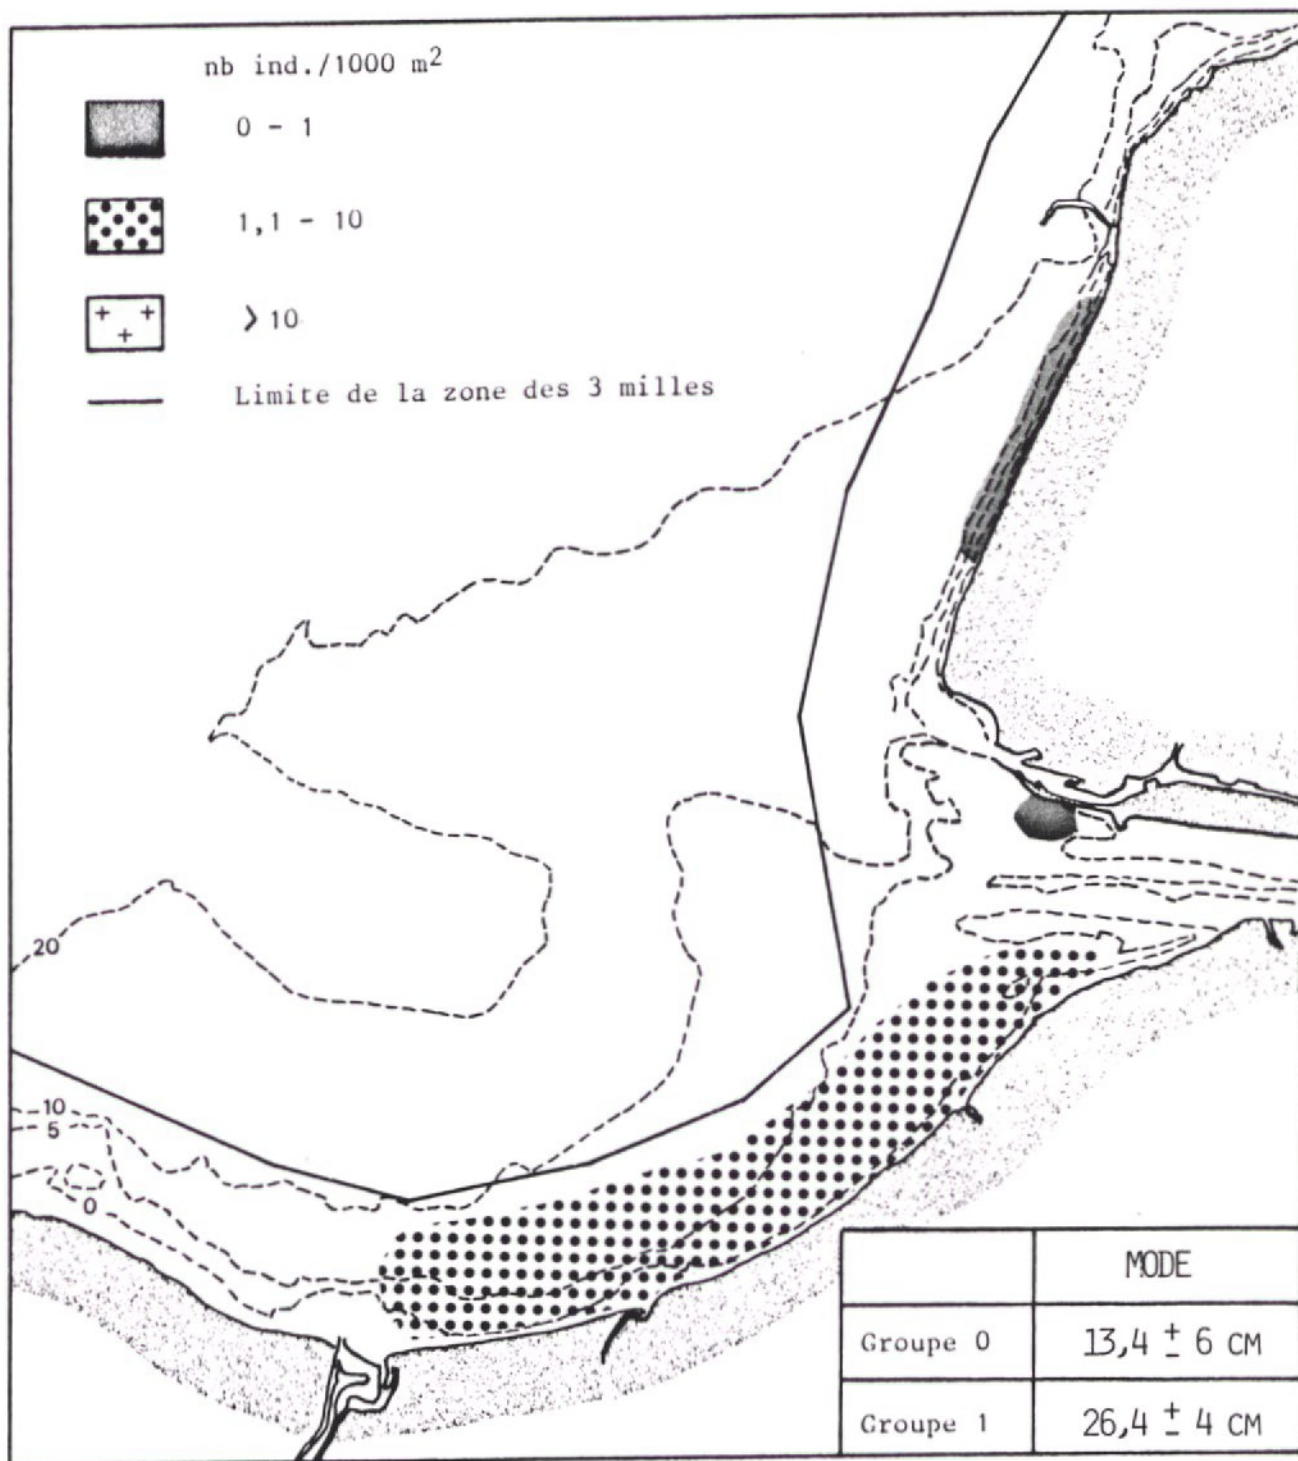 nb ind./1000 m²
0 - 1
1,1 - 10
> 10
Limite de la zone des 3 milles
20
10
5
0
MODE
Groupe 0 13,4 ± 6 CM
Groupe 1 26,4 ± 4 CM